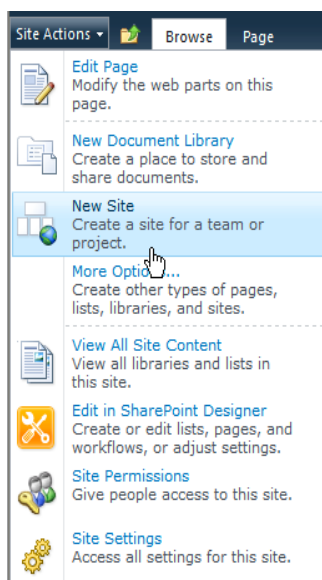 Site Actions Browse Page
Edit Page
Modify the web parts on this
page.
New Document Library
Create a place to store and
share documents.
New Site
Create a site for a team or
project.
More Optio...
Create other types of pages,
lists, libraries, and sites.
View All Site Content
View all libraries and lists in
this site.
Edit in SharePoint Designer
Create or edit lists, pages, and
workflows, or adjust settings.
Site Permissions
Give people access to this site.
Site Settings
Access all settings for this site.